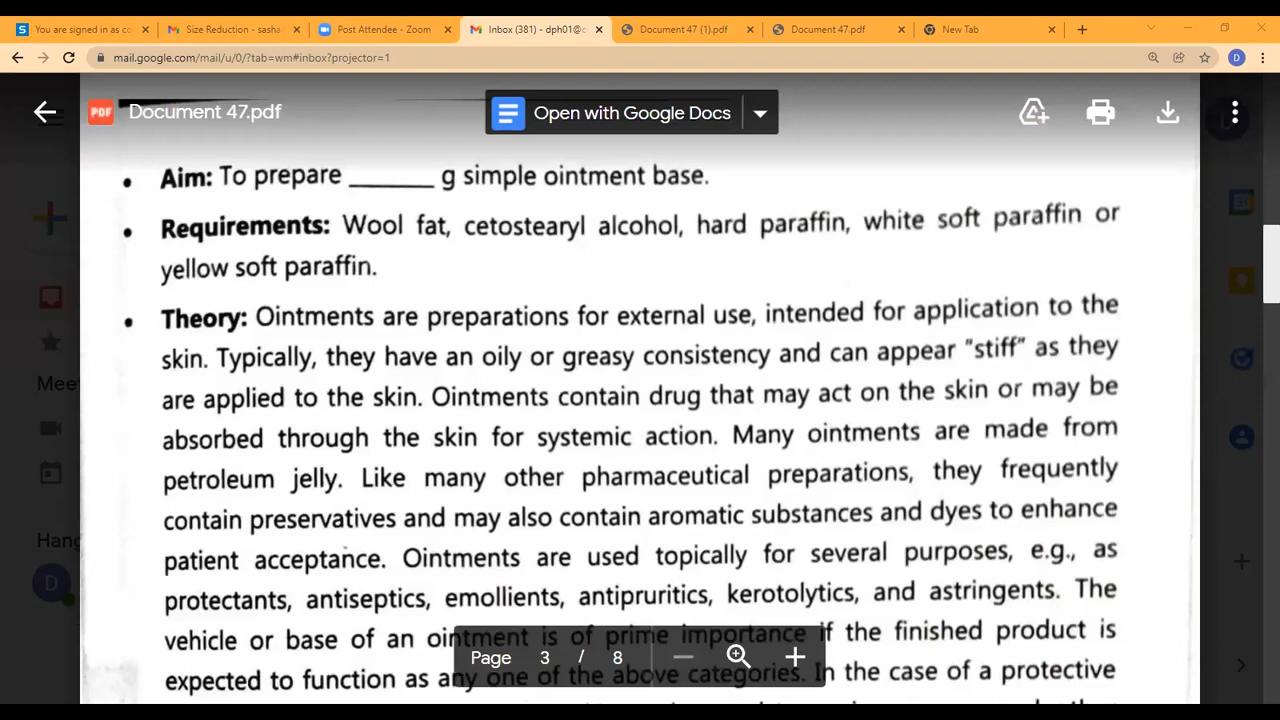 You are signed in as co
Size Reduction - sasha
Post Attendee - Zoom
Inbox (381) - dph01@c
Document 47 (1).pdf
Document 47.pdf
New Tab
mail.google.com/mail/u/0/?tab=wm#inbox?projector=1
D
PDF Document 47.pdf
Open with Google Docs
• Aim: To prepare _______ g simple ointment base.
• Requirements: Wool fat, cetostearyl alcohol, hard paraffin, white soft paraffin or
yellow soft paraffin.
• Theory: Ointments are preparations for external use, intended for application to the
skin. Typically, they have an oily or greasy consistency and can appear "stiff" as they
are applied to the skin. Ointments contain drug that may act on the skin or may be
absorbed through the skin for systemic action. Many ointments are made from
petroleum jelly. Like many other pharmaceutical preparations, they frequently
contain preservatives and may also contain aromatic substances and dyes to enhance
patient acceptance. Ointments are used topically for several purposes, e.g., as
protectants, antiseptics, emollients, antipruritics, kerotolytics, and astringents. The
vehicle or base of an ointment is of prime importance if the finished product is
expected to function as any one of the above categories. In the case of a protective
Page 3 / 8
Mee
Hang
D